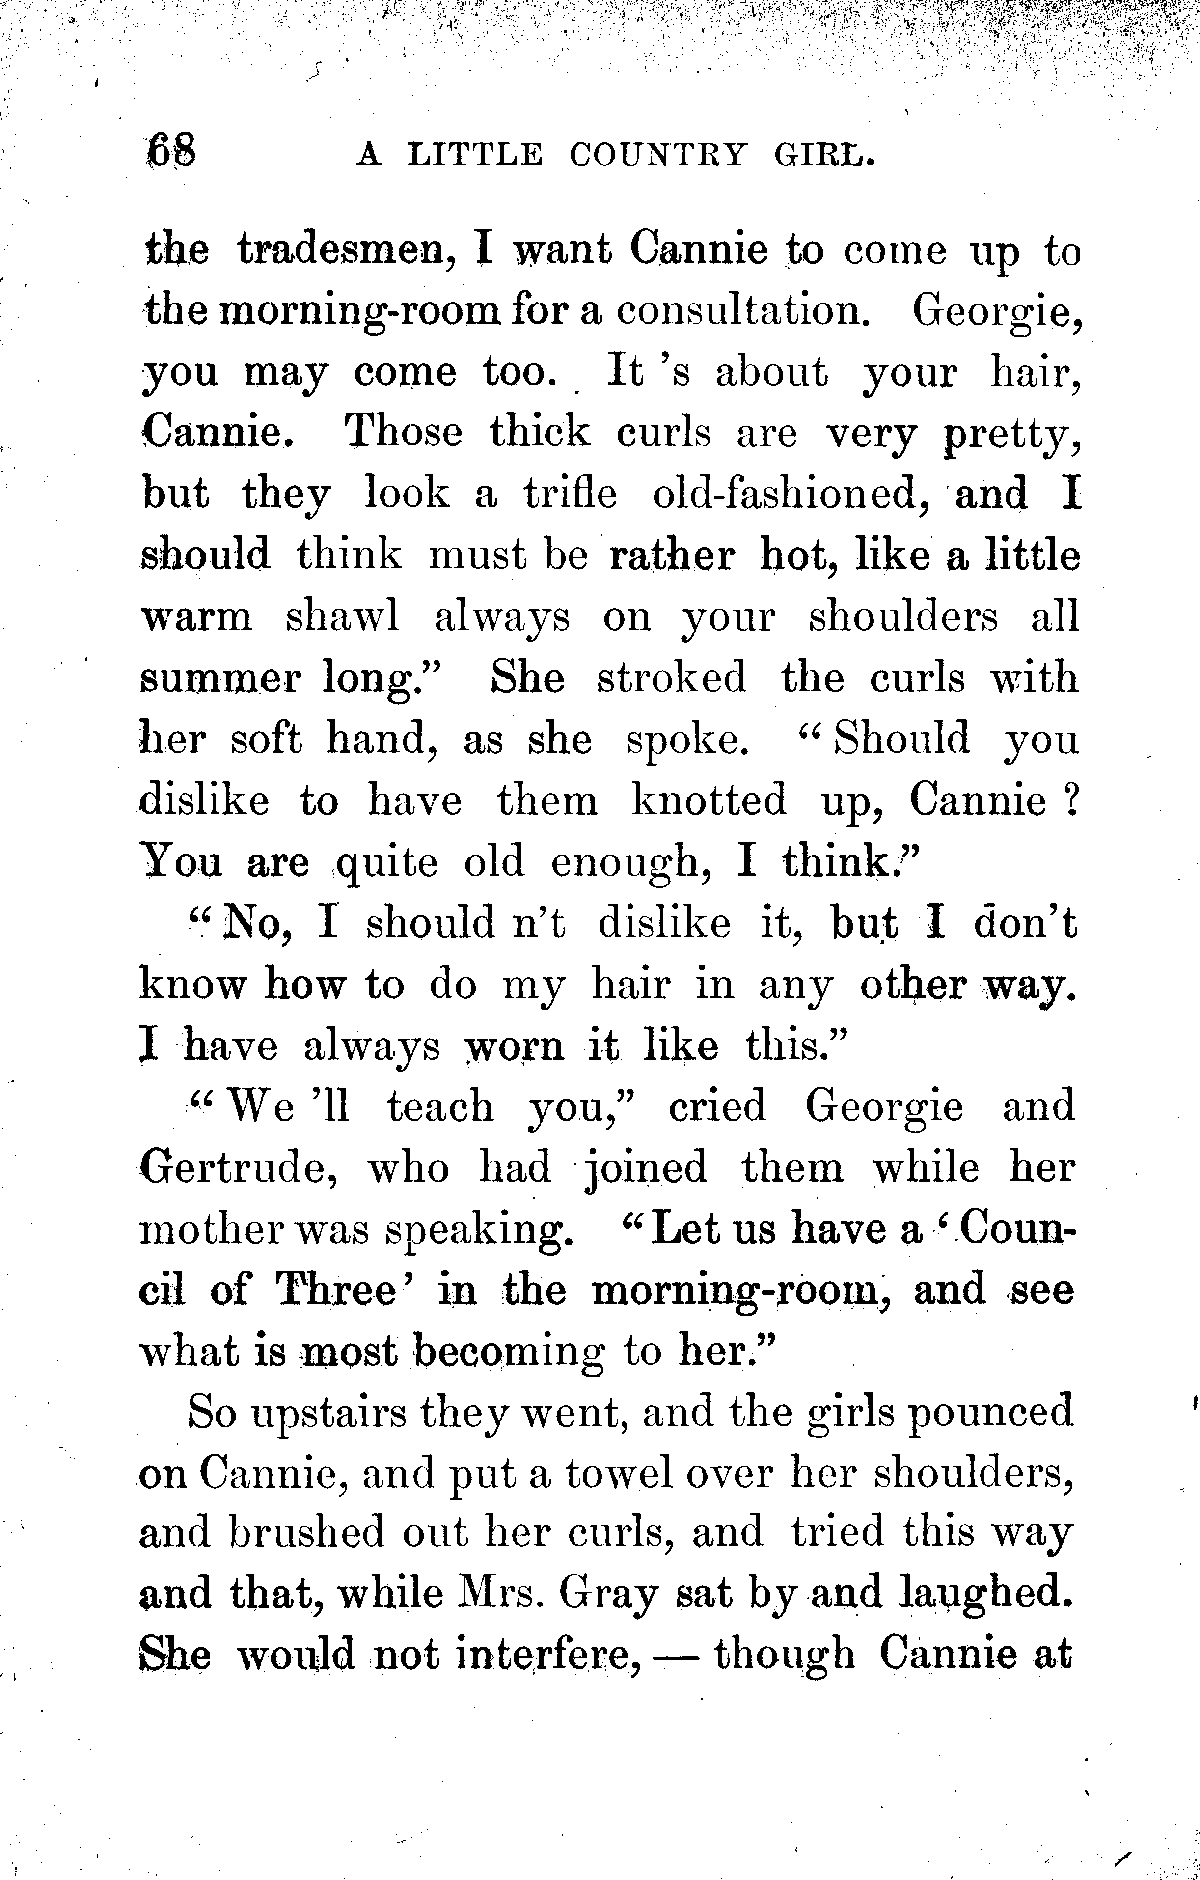 68 A LITTLE COUNTRY GIRL.
the tradesmen, I want Cannie to come up to
the morning-room for a consultation. Georgie,
you may come too. It 's about your hair,
Cannie. Those thick curls are very pretty,
but they look a trifle old-fashioned, and I
should think must be rather hot, like a little
warm shawl always on your shoulders all
summer long.” She stroked the curls with
her soft hand, as she spoke. “ Should you
dislike to have them knotted up, Cannie ?
You are quite old enough, I think.”
“ No, I should n't dislike it, but I don't
know how to do my hair in any other way.
I have always worn it like this.”
“ We 'll teach you,” cried Georgie and
Gertrude, who had joined them while her
mother was speaking. “ Let us have a ‘ Coun-
cil of Three’ in the morning-room, and see
what is most becoming to her.”
So upstairs they went, and the girls pounced
on Cannie, and put a towel over her shoulders,
and brushed out her curls, and tried this way
and that, while Mrs. Gray sat by and laughed.
She would not interfere, — though Cannie at